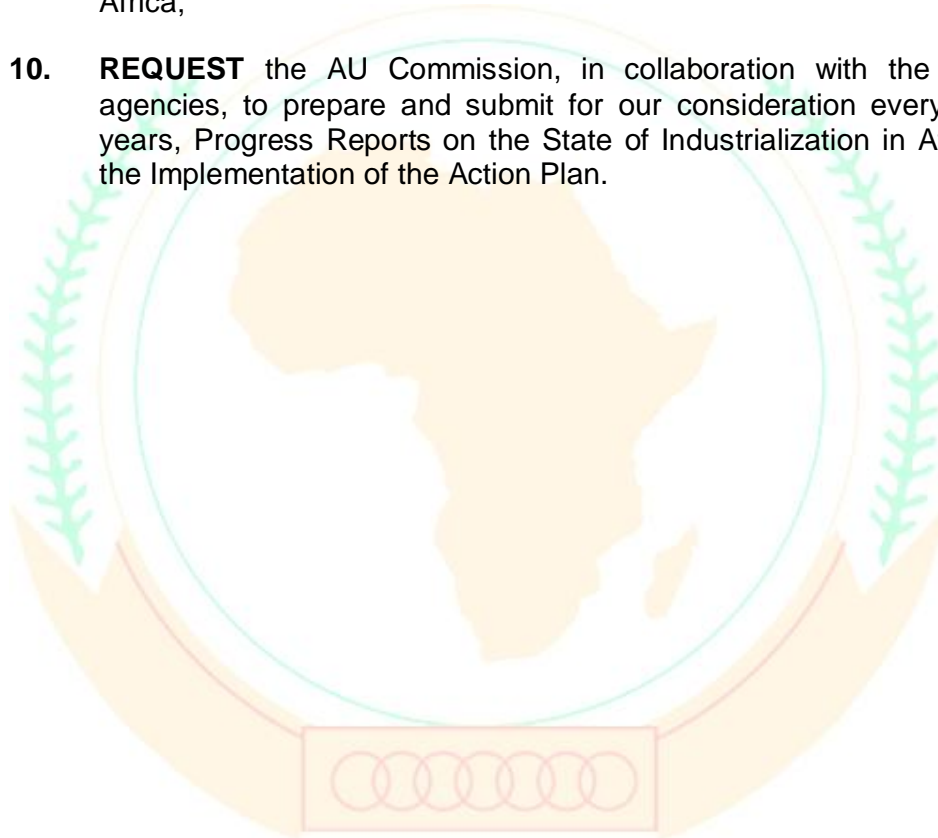 Africa;
10. REQUEST the AU Commission, in collaboration with the
agencies, to prepare and submit for our consideration every
years, Progress Reports on the State of Industrialization in A
the Implementation of the Action Plan.